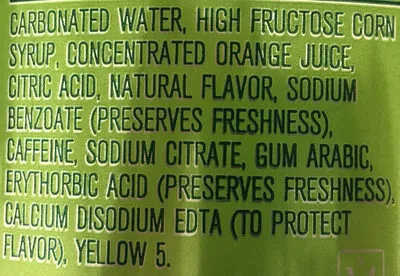 CARBONATED WATER, HIGH FRUCTOSE CORN
SYRUP, CONCENTRATED ORANGE JUICE,
CITRIC ACID, NATURAL FLAVOR, SODIUM
BENZOATE (PRESERVES FRESHNESS),
CAFFEINE, SODIUM CITRATE, GUM ARABIC,
ERYTHORBIC ACID (PRESERVES FRESHNESS),
CALCIUM DISODIUM EDTA (TO PROTECT
FLAVOR), YELLOW 5.